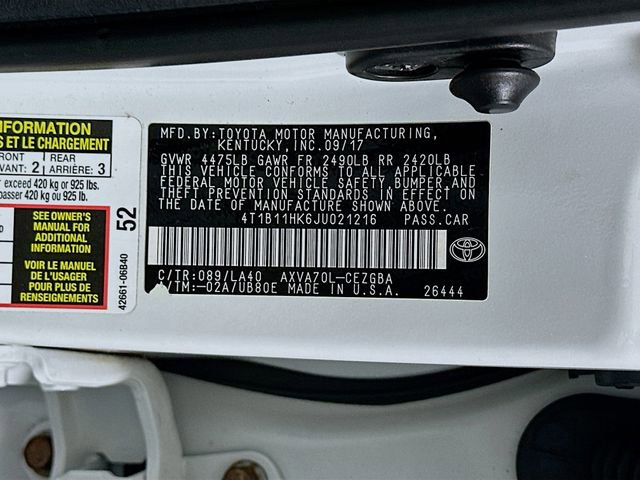 INFORMATION
S ET LE CHARGEMENT
FRONT
AVANT: 2
REAR
ARRIÈRE: 3
exceed 420 kg or 925 lbs.
passer 420 kg ou 925 lb.
SEE OWNER'S
MANUAL FOR
ADDITIONAL
INFORMATION
VOIR LE MANUEL
DE L'USAGER
POUR PLUS DE
RENSEIGNEMENTS
52
42661-06B40
MFD.BY:TOYOTA MOTOR MANUFACTURING,
KENTUCKY,INC.09/17
GVWR 4475LB GAWR FR 2490LB RR 2420LB
THIS VEHICLE CONFORMS TO ALL APPLICABLE
FEDERAL MOTOR VEHICLE SAFETY,BUMPER,AND
THEFT PREVENTION STANDARDS IN EFFECT ON
THE DATE OF MANUFACTURE SHOWN ABOVE.
4T1B11HK6JU021216 PASS.CAR
C/TR:089/LA40 AXVA70L-CEZGBA
/TM:-02A/UB80E MADE IN U.S.A. 26444